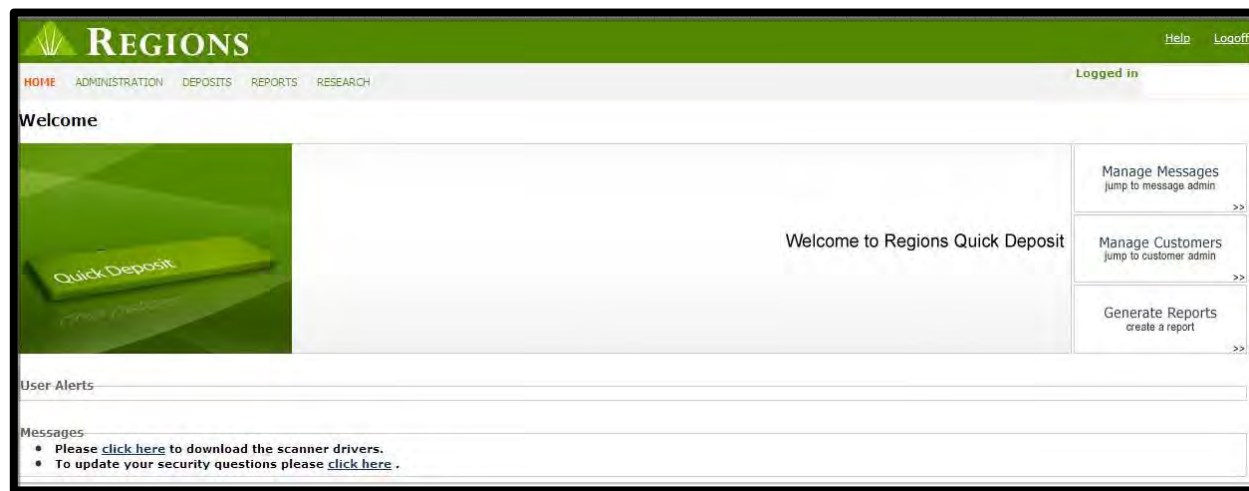 REGIONS
Help Logoff
HOME ADMINISTRATION DEPOSITS REPORTS RESEARCH
Logged in
Welcome
Quick Deposit
Welcome to Regions Quick Deposit
Manage Messages
jump to message admin
>>
Manage Customers
jump to customer admin
>>
Generate Reports
create a report
>>
User Alerts
Messages
• Please click here to download the scanner drivers.
• To update your security questions please click here .